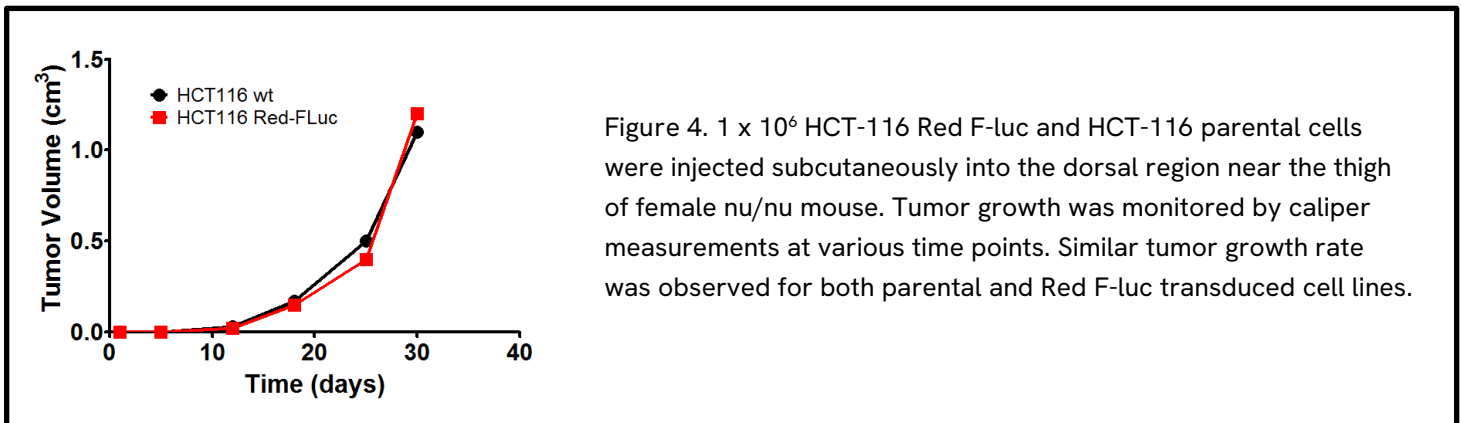 Tumor Volume (cm³)
1.5
1.0
0.5
0.0
0
10
20
30
40
Time (days)
HCT116 wt
HCT116 Red-FLuc
Figure 4. 1 x 10⁶ HCT-116 Red F-luc and HCT-116 parental cells
were injected subcutaneously into the dorsal region near the thigh
of female nu/nu mouse. Tumor growth was monitored by caliper
measurements at various time points. Similar tumor growth rate
was observed for both parental and Red F-luc transduced cell lines.